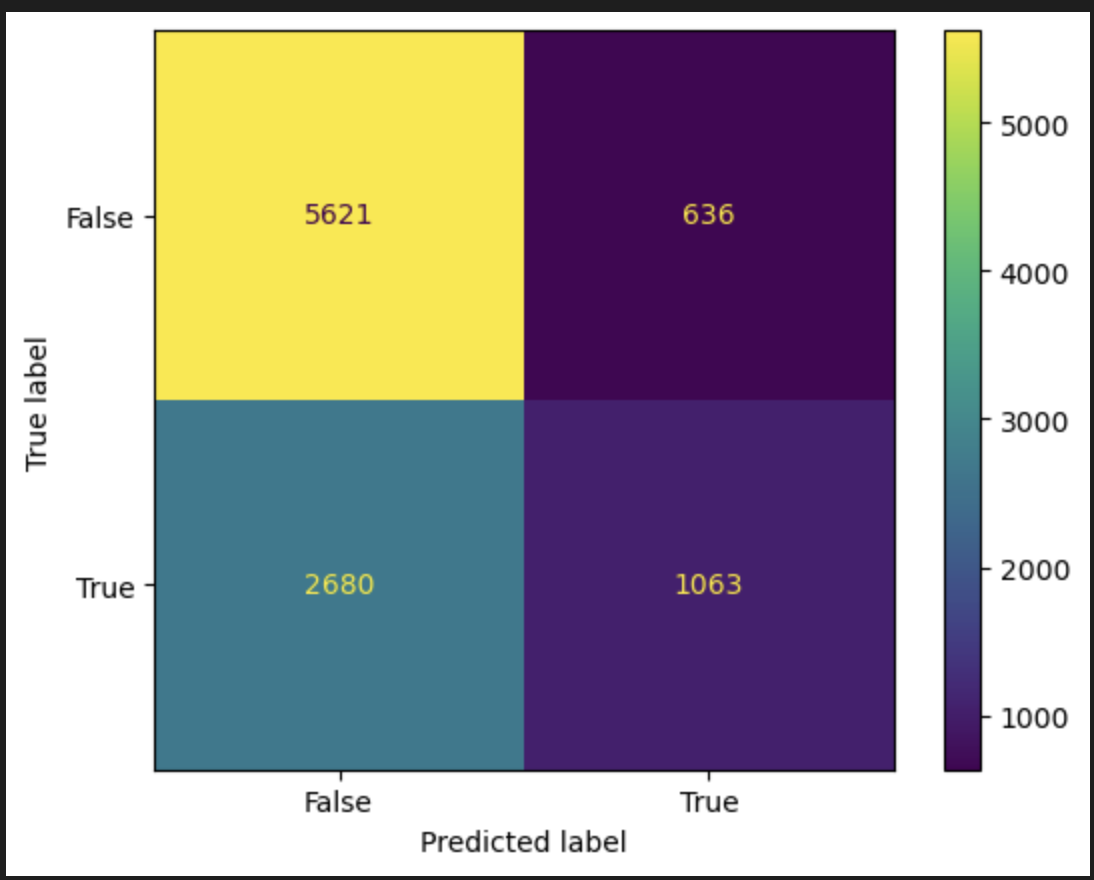 5000
False
5621
636
4000
True label
3000
True
2680
1063
2000
1000
False
True
Predicted label